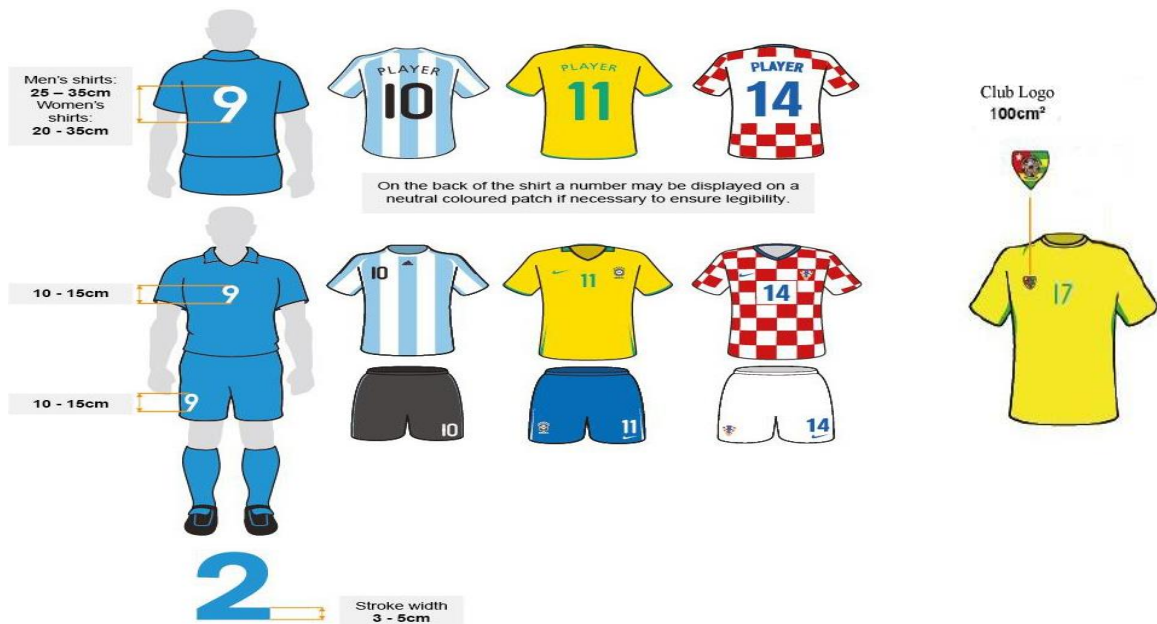 Men's shirts:
25 – 35cm
Women's
shirts:
20 - 35cm
9
PLAYER
10
PLAYER
11
PLAYER
14
Club Logo
100cm²
On the back of the shirt a number may be displayed on a
neutral coloured patch if necessary to ensure legibility.
10 - 15cm
9
10
11
14
17
10 - 15cm
9
10
11
14
2
Stroke width
3 - 5cm